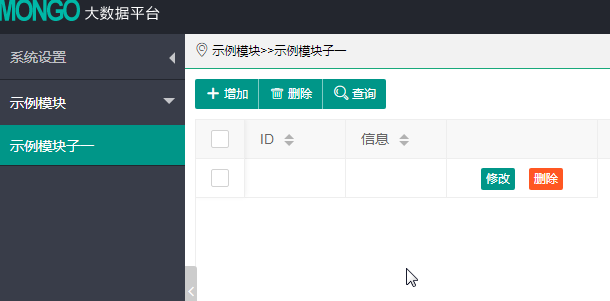 MONGO 大数据平台
系统设置
示例模块
示例模块子一
示例模块>>示例模块子一
增加 删除 查询
ID 信息
修改 删除